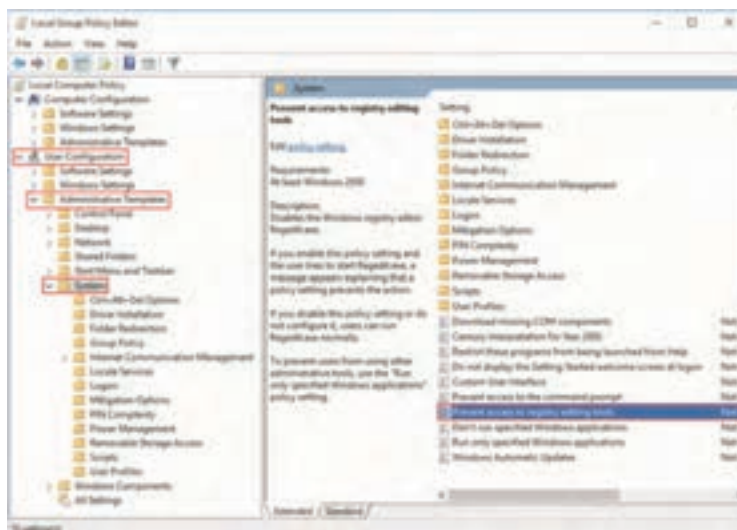 Local Group Policy Editor
File Action View Help
Local Computer Policy
Computer Configuration
Software Settings
Windows Settings
Administrative Templates
User Configuration
Software Settings
Windows Settings
Administrative Templates
Control Panel
Desktop
Network
Shared Folders
Start Menu and Taskbar
System
Ctrl+Alt+Del Options
Driver Installation
Folder Redirection
Group Policy
Internet Communication Management
Locale Services
Logon
Mitigation Options
PIN Complexity
Power Management
Removable Storage Access
Scripts
User Profiles
Windows Components
All Settings
System
Prevent access to registry editing
tools
Edit policy setting
Requirements:
At least Windows 2000
Description:
Disables the Windows registry editor
Regedit.exe.
If you enable this policy setting and
the user tries to start Regedit.exe, a
message appears explaining that a
policy setting prevents the action.
If you disable this policy setting or do
not configure it, users can run
Regedit.exe normally.
To prevent users from using other
administrative tools, use the "Run
only specified Windows applications"
policy setting.
Setting
Ctrl+Alt+Del Options
Driver Installation
Folder Redirection
Group Policy
Internet Communication Management
Locale Services
Logon
Mitigation Options
PIN Complexity
Power Management
Removable Storage Access
Scripts
User Profiles
Download missing COM components Not
Century interpretation for Year 2000 Not
Restrict these programs from being launched from Help Not
Do not display the Getting Started welcome screen at logon Not
Custom User Interface Not
Prevent access to the command prompt Not
Prevent access to registry editing tools Not
Don't run specified Windows applications Not
Run only specified Windows applications Not
Windows Automatic Updates Not
Extended Standard